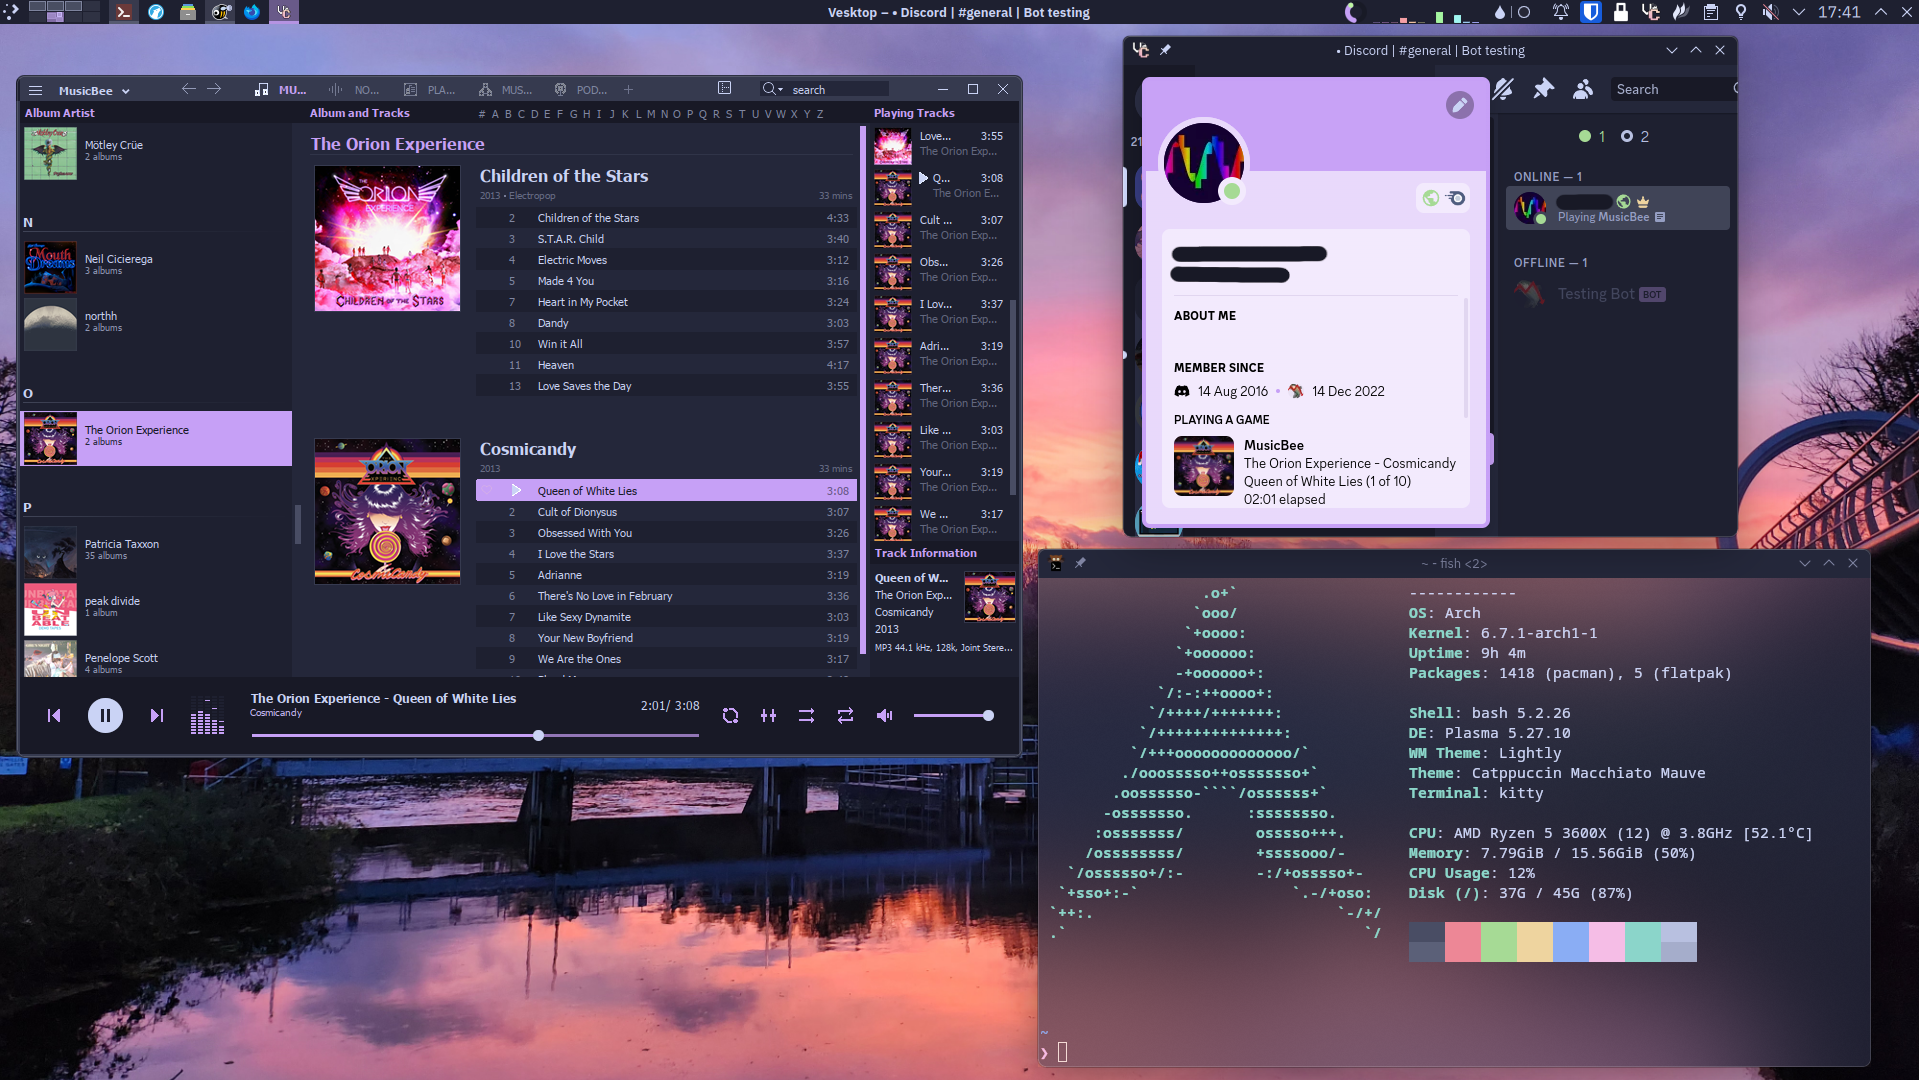 Vesktop – • Discord | #general | Bot testing
17:41
MusicBee
MU...
NO...
PLA...
MUS...
POD...
search
Album Artist
Mötley Crüe
2 albums
N
Neil Cicierega
3 albums
northh
2 albums
O
The Orion Experience
2 albums
P
Patricia Taxxon
35 albums
peak divide
1 album
Penelope Scott
4 albums
Album and Tracks
# A B C D E F G H I J K L M N O P Q R S T U V W X Y Z
The Orion Experience
THE ORION EXPERIENCE
CHILDREN OF THE STARS
Children of the Stars
2013 • Electropop 33 mins
2 Children of the Stars 4:33
3 S.T.A.R. Child 3:40
4 Electric Moves 3:12
5 Made 4 You 3:16
7 Heart in My Pocket 3:24
8 Dandy 3:03
10 Win it All 3:57
11 Heaven 4:17
13 Love Saves the Day 3:55
ORION EXPERIENCE
COSMICANDY
Cosmicandy
2013 33 mins
Queen of White Lies 3:08
2 Cult of Dionysus 3:07
3 Obsessed With You 3:26
4 I Love the Stars 3:37
5 Adrianne 3:19
6 There's No Love in February 3:36
7 Like Sexy Dynamite 3:03
8 Your New Boyfriend 3:19
9 We Are the Ones 3:17
Playing Tracks
Love... 3:55
The Orion Exp...
Q... 3:08
The Orion E...
Cult ... 3:07
The Orion Exp...
Obs... 3:26
The Orion Exp...
I Lov... 3:37
The Orion Exp...
Adri... 3:19
The Orion Exp...
Ther... 3:36
The Orion Exp...
Like ... 3:03
The Orion Exp...
Your... 3:19
The Orion Exp...
We ... 3:17
The Orion Exp...
Track Information
Queen of W...
The Orion Exp...
Cosmicandy
2013
MP3 44.1 kHz, 128k, Joint Stere...
The Orion Experience - Queen of White Lies
Cosmicandy
2:01/ 3:08
• Discord | #general | Bot testing
Search
21
1 2
ONLINE — 1
Playing MusicBee
OFFLINE — 1
Testing Bot BOT
ABOUT ME
MEMBER SINCE
14 Aug 2016 • 14 Dec 2022
PLAYING A GAME
MusicBee
The Orion Experience - Cosmicandy
Queen of White Lies (1 of 10)
02:01 elapsed
~ - fish <2>
------------
OS: Arch
Kernel: 6.7.1-arch1-1
Uptime: 9h 4m
Packages: 1418 (pacman), 5 (flatpak)
Shell: bash 5.2.26
DE: Plasma 5.27.10
WM Theme: Lightly
Theme: Catppuccin Macchiato Mauve
Terminal: kitty
CPU: AMD Ryzen 5 3600X (12) @ 3.8GHz [52.1°C]
Memory: 7.79GiB / 15.56GiB (50%)
CPU Usage: 12%
Disk (/): 37G / 45G (87%)
~
❯